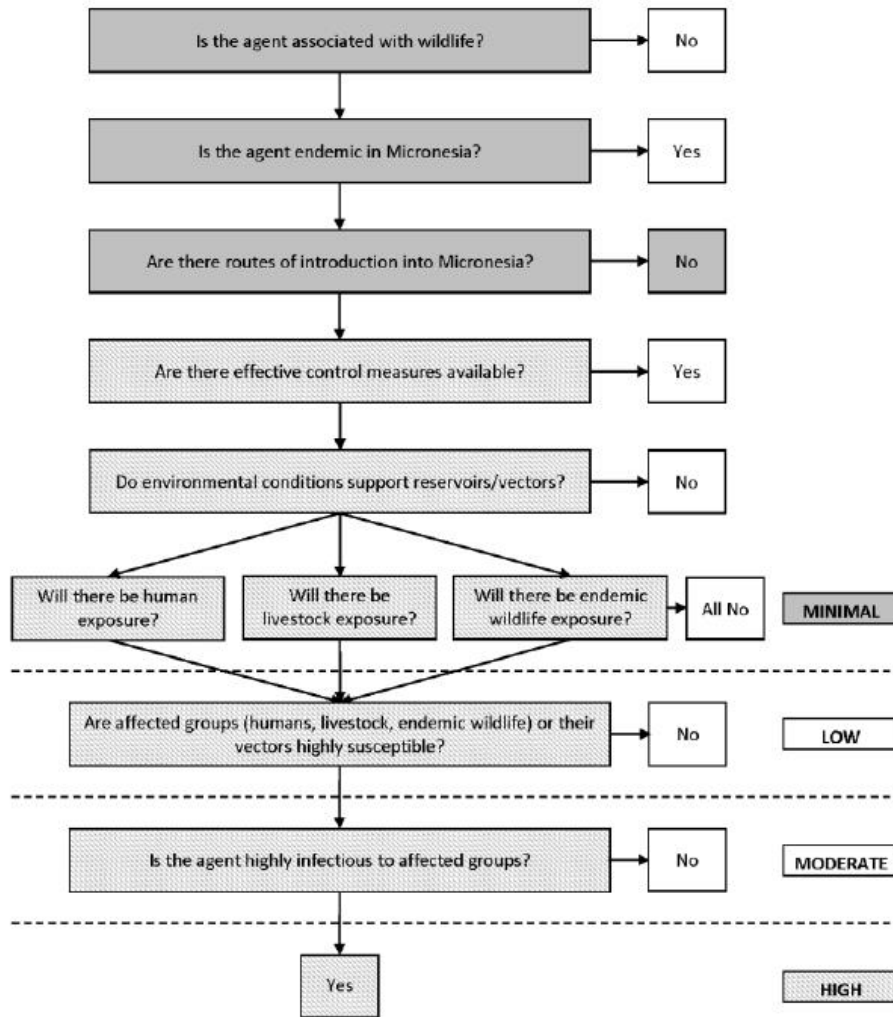 Is the agent associated with wildlife?
No
Is the agent endemic in Micronesia?
Yes
Are there routes of introduction into Micronesia?
No
Are there effective control measures available?
Yes
Do environmental conditions support reservoirs/vectors?
No
Will there be human
exposure?
Will there be
livestock exposure?
Will there be endemic
wildlife exposure?
All No
MINIMAL
Are affected groups (humans, livestock, endemic wildlife) or their
vectors highly susceptible?
No
LOW
Is the agent highly infectious to affected groups?
No
MODERATE
Yes
HIGH